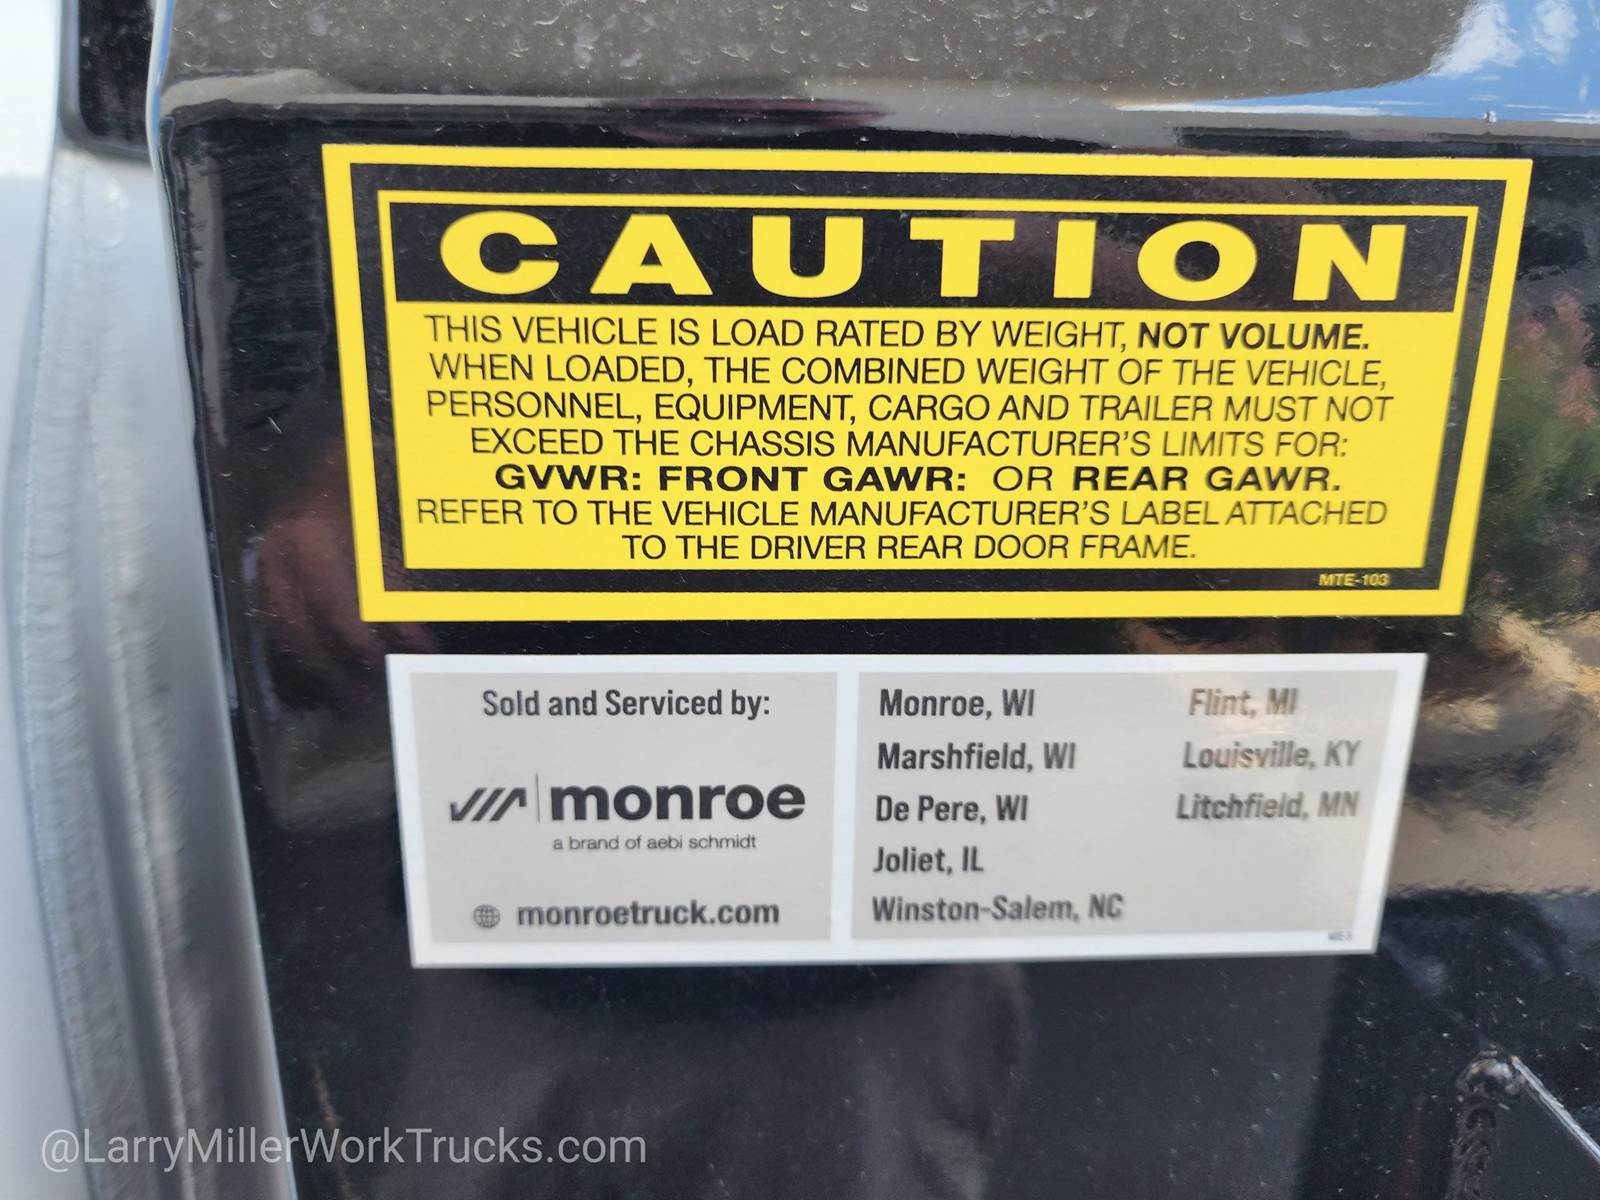 CAUTION
THIS VEHICLE IS LOAD RATED BY WEIGHT, NOT VOLUME.
WHEN LOADED, THE COMBINED WEIGHT OF THE VEHICLE,
PERSONNEL, EQUIPMENT, CARGO AND TRAILER MUST NOT
EXCEED THE CHASSIS MANUFACTURER'S LIMITS FOR:
GVWR: FRONT GAWR: OR REAR GAWR.
REFER TO THE VEHICLE MANUFACTURER'S LABEL ATTACHED
TO THE DRIVER REAR DOOR FRAME.
MTE-103
Sold and Serviced by:
monroe
a brand of aebi schmidt
monroetruck.com
Monroe, WI
Marshfield, WI
De Pere, WI
Joliet, IL
Winston-Salem, NC
Flint, MI
Louisville, KY
Litchfield, MN
@LarryMillerWorkTrucks.com